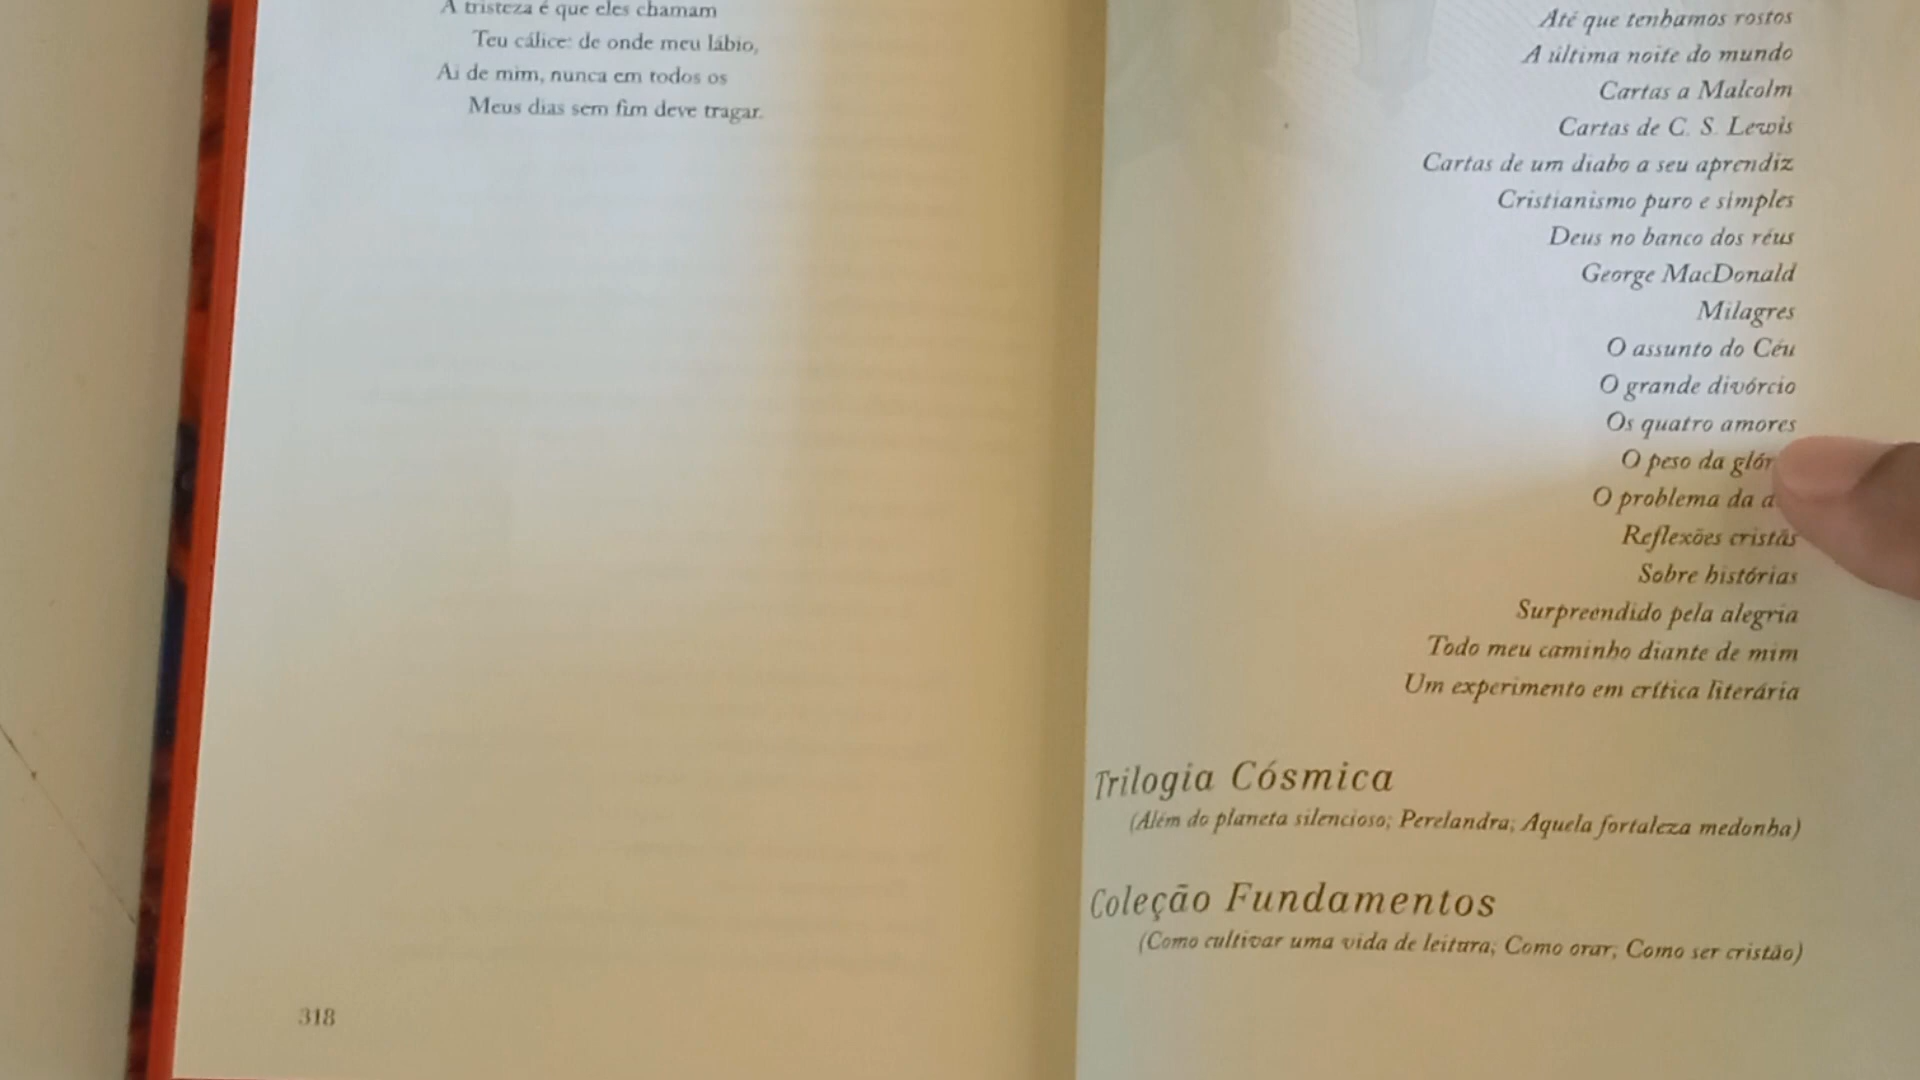 A tristeza é que eles chamam
Teu cálice: de onde meu lábio,
Ai de mim, nunca em todos os
Meus dias sem fim deve tragar.
318
Até que tenhamos rostos
A última noite do mundo
Cartas a Malcolm
Cartas de C. S. Lewis
Cartas de um diabo a seu aprendiz
Cristianismo puro e simples
Deus no banco dos réus
George MacDonald
Milagres
O assunto do Céu
O grande divórcio
Os quatro amores
O peso da
O problema da
Reflexões cristãs
Sobre histórias
Surpreendido pela alegria
Todo meu caminho diante de mim
Um experimento em crítica literária
Trilogia Cósmica
(Além do planeta silencioso; Perelandra; Aquela fortaleza medonha)
Coleção Fundamentos
(Como cultivar uma vida de leitura; Como orar; Como ser cristão)